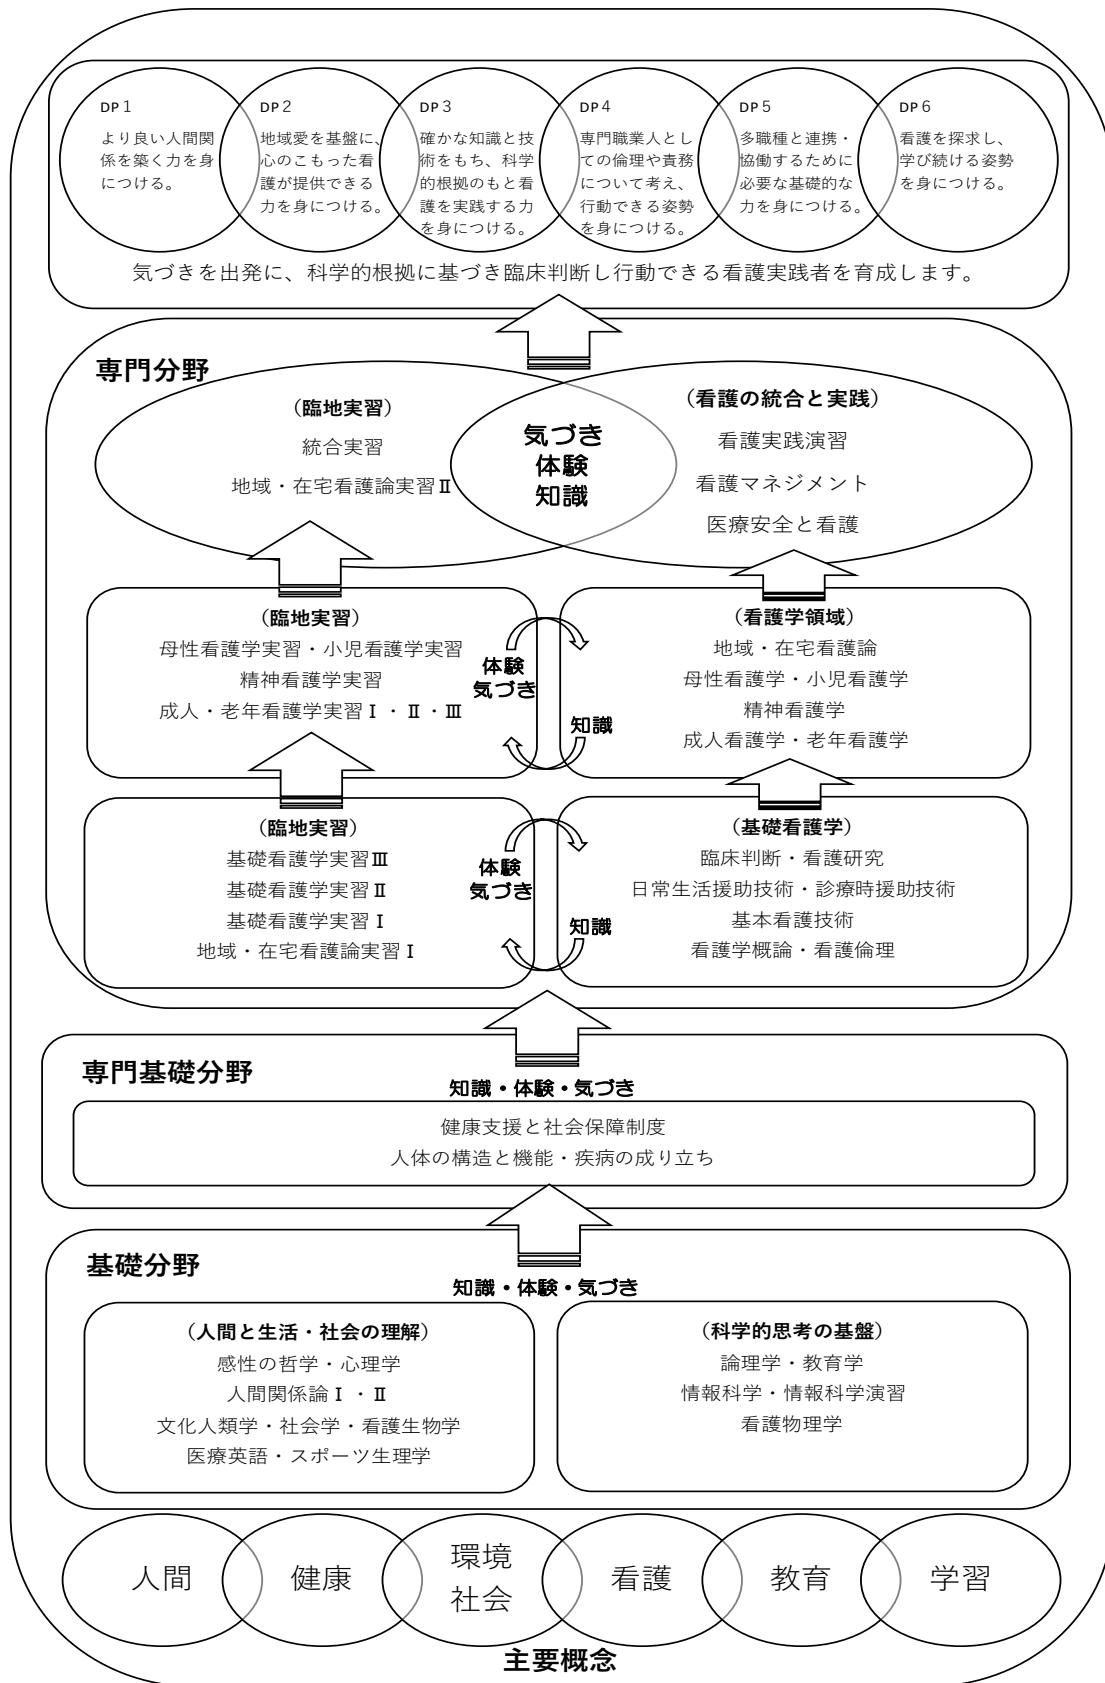 DP1
より良い人間関
係を築く力を身
につける。
DP2
地域愛を基盤に、
心のこもった看
護が提供できる
力を身につける。
DP3
確かな知識と技
術をもち、科学
的根拠のもと看
護を実践する力
を身につける。
DP4
専門職業人とし
ての倫理や責務
について考え、
行動できる姿勢
を身につける。
DP5
多職種と連携・
協働するために
必要な基礎的な
力を身につける。
DP6
看護を探求し、
学び続ける姿勢
を身につける。
気づきを出発に、科学的根拠に基づき臨床判断し行動できる看護実践者を育成します。
専門分野
（臨地実習）
統合実習
地域・在宅看護論実習Ⅱ
気づき
体験
知識
（看護の統合と実践）
看護実践演習
看護マネジメント
医療安全と看護
（臨地実習）
母性看護学実習・小児看護学実習
精神看護学実習
成人・老年看護学実習Ⅰ・Ⅱ・Ⅲ
体験
気づき
知識
（看護学領域）
地域・在宅看護論
母性看護学・小児看護学
精神看護学
成人看護学・老年看護学
（臨地実習）
基礎看護学実習Ⅲ
基礎看護学実習Ⅱ
基礎看護学実習Ⅰ
地域・在宅看護論実習Ⅰ
体験
気づき
知識
（基礎看護学）
臨床判断・看護研究
日常生活援助技術・診療時援助技術
基本看護技術
看護学概論・看護倫理
専門基礎分野
知識・体験・気づき
健康支援と社会保障制度
人体の構造と機能・疾病の成り立ち
基礎分野
知識・体験・気づき
（人間と生活・社会の理解）
感性の哲学・心理学
人間関係論Ⅰ・Ⅱ
文化人類学・社会学・看護生物学
医療英語・スポーツ生理学
（科学的思考の基盤）
論理学・教育学
情報科学・情報科学演習
看護物理学
人間
健康
環境
社会
看護
教育
学習
主要概念